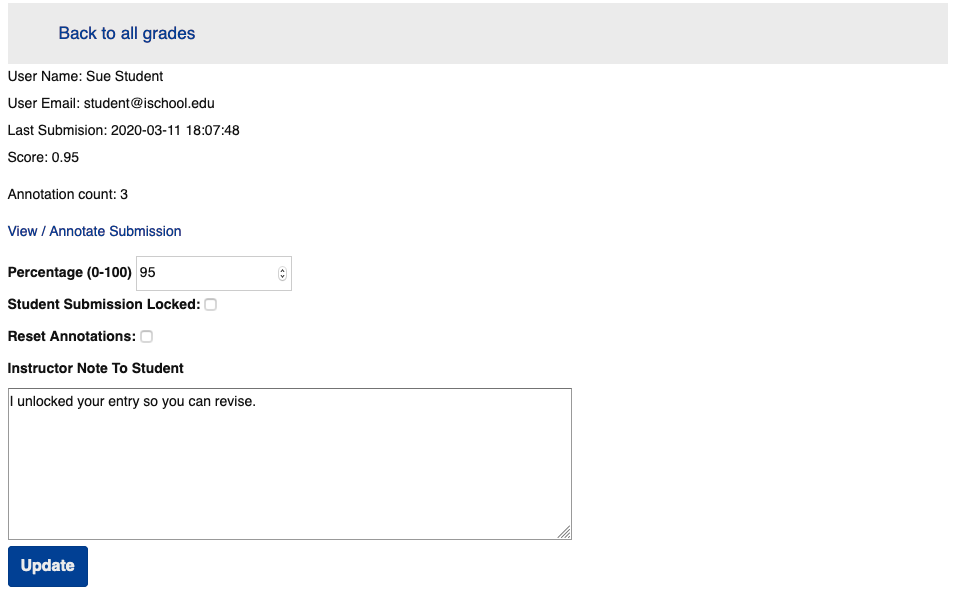 Back to all grades
User Name: Sue Student
User Email: student@ischool.edu
Last Submision: 2020-03-11 18:07:48
Score: 0.95
Annotation count: 3
View / Annotate Submission
Percentage (0-100) 95
Student Submission Locked:
Reset Annotations:
Instructor Note To Student
I unlocked your entry so you can revise.
Update